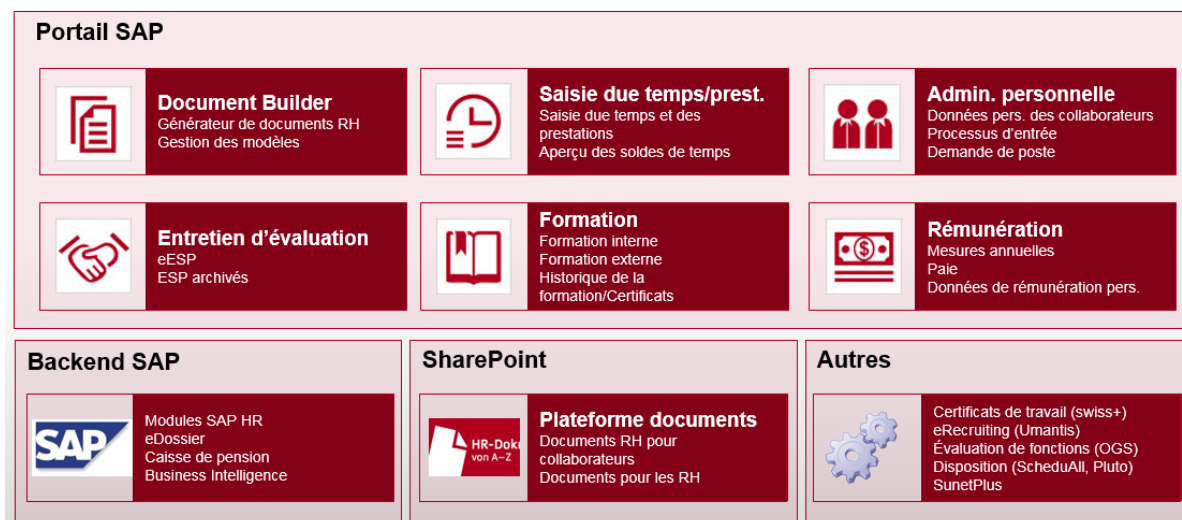 Portail SAP
Document Builder
Générateur de documents RH
Gestion des modèles
Saisie due temps/prest.
Saisie due temps et des
prestations
Aperçu des soldes de temps
Admin. personnelle
Données pers. des collaborateurs
Processus d'entrée
Demande de poste
Entretien d'évaluation
eESP
ESP archivés
Formation
Formation interne
Formation externe
Historique de la
formation/Certificats
Rémunération
Mesures annuelles
Paie
Données de rémunération pers.
Backend SAP
SAP
Modules SAP HR
eDossier
Caisse de pension
Business Intelligence
SharePoint
HR-Dok
von A–Z
Plateforme documents
Documents RH pour
collaborateurs
Documents pour les RH
Autres
Certificats de travail (swiss+)
eRecruiting (Umantis)
Évaluation de fonctions (OGS)
Disposition (ScheduAll, Pluto)
SunetPlus